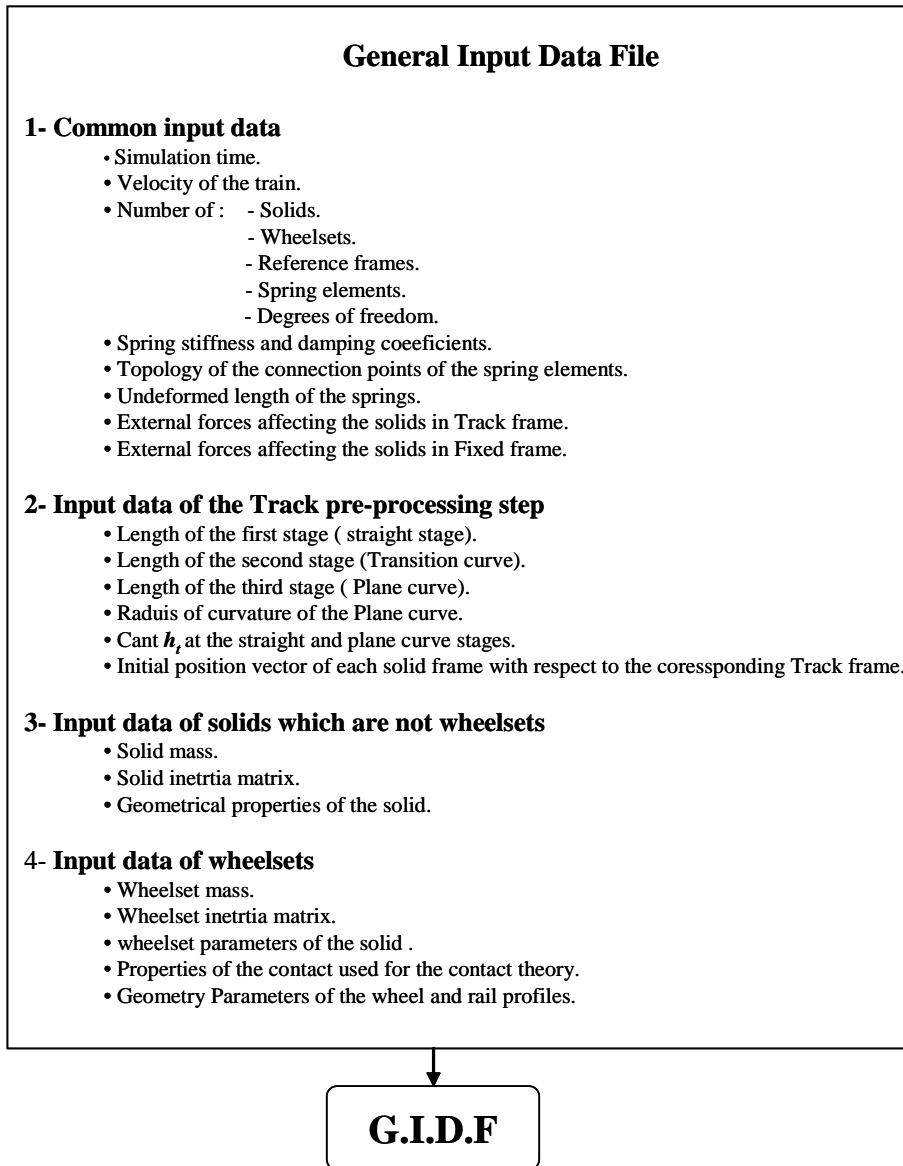 General Input Data File
1- Common input data
• Simulation time.
• Velocity of the train.
• Number of : - Solids.
- Wheelsets.
- Reference frames.
- Spring elements.
- Degrees of freedom.
• Spring stiffness and damping coeeficients.
• Topology of the connection points of the spring elements.
• Undeformed length of the springs.
• External forces affecting the solids in Track frame.
• External forces affecting the solids in Fixed frame.
2- Input data of the Track pre-processing step
• Length of the first stage ( straight stage).
• Length of the second stage (Transition curve).
• Length of the third stage ( Plane curve).
• Raduis of curvature of the Plane curve.
• Cant h_t at the straight and plane curve stages.
• Initial position vector of each solid frame with respect to the coressponding Track frame.
3- Input data of solids which are not wheelsets
• Solid mass.
• Solid inetrtia matrix.
• Geometrical properties of the solid.
4- Input data of wheelsets
• Wheelset mass.
• Wheelset inetrtia matrix.
• wheelset parameters of the solid .
• Properties of the contact used for the contact theory.
• Geometry Parameters of the wheel and rail profiles.
G.I.D.F